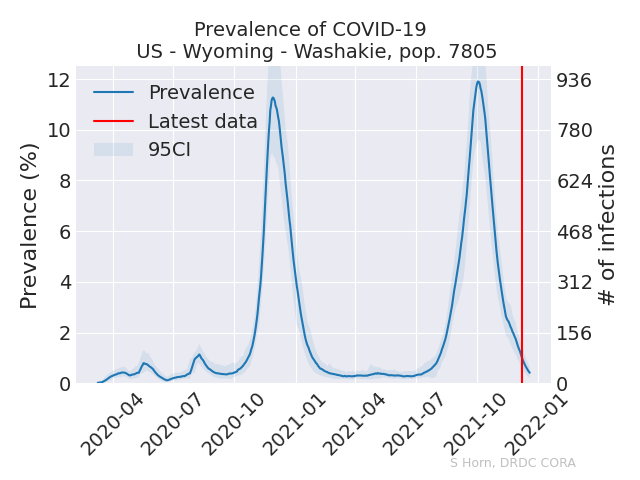 Prevalence of COVID-19
US - Wyoming - Washakie, pop. 7805
Prevalence
Latest data
95CI
Prevalence (%)
12
10
8
6
4
2
0
# of infections
936
780
624
468
312
156
0
2020-04
2020-07
2020-10
2021-01
2021-04
2021-07
2021-10
2022-01
S Horn, DRDC CORA